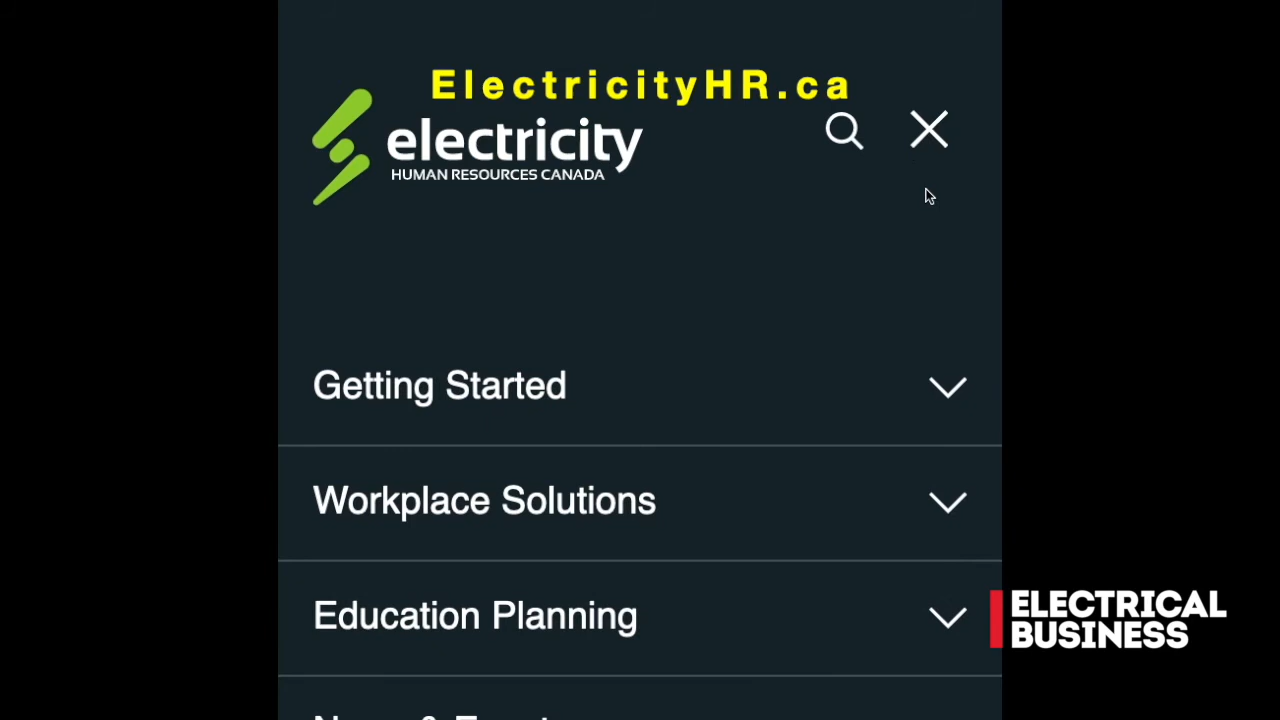 ElectricityHR.ca
electricity
HUMAN RESOURCES CANADA
Getting Started
Workplace Solutions
Education Planning
ELECTRICAL
BUSINESS